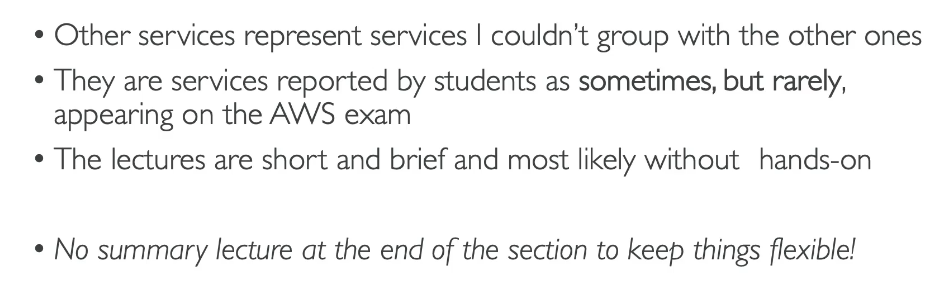 • Other services represent services I couldn't group with the other ones
• They are services reported by students as sometimes, but rarely,
appearing on the AWS exam
• The lectures are short and brief and most likely without  hands-on
• No summary lecture at the end of the section to keep things flexible!